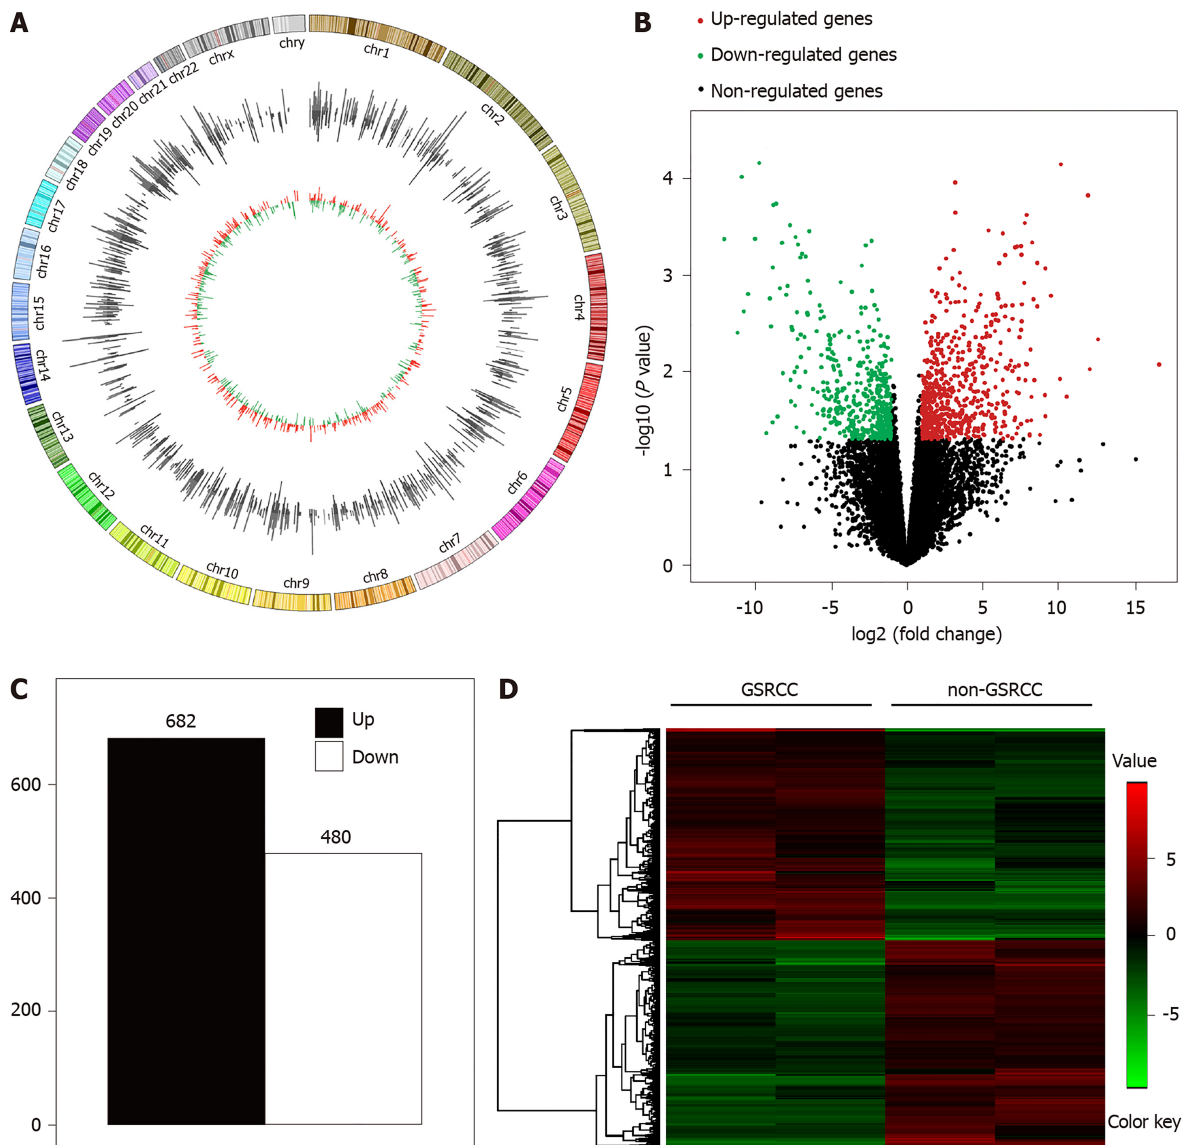 A
chr1
chr2
chr3
chr4
chr5
chr6
chr7
chr8
chr9
chr10
chr11
chr12
chr13
chr14
chr15
chr16
chr17
chr18
chr19
chr20
chr21
chr22
chrx
chry
B
Up-regulated genes
Down-regulated genes
Non-regulated genes
-log10 (P value)
4
3
2
1
0
-10 -5 0 5 10 15
log2 (fold change)
C
682
480
Up
Down
600
400
200
0
D
GSRCC non-GSRCC
Value
5
0
-5
Color key